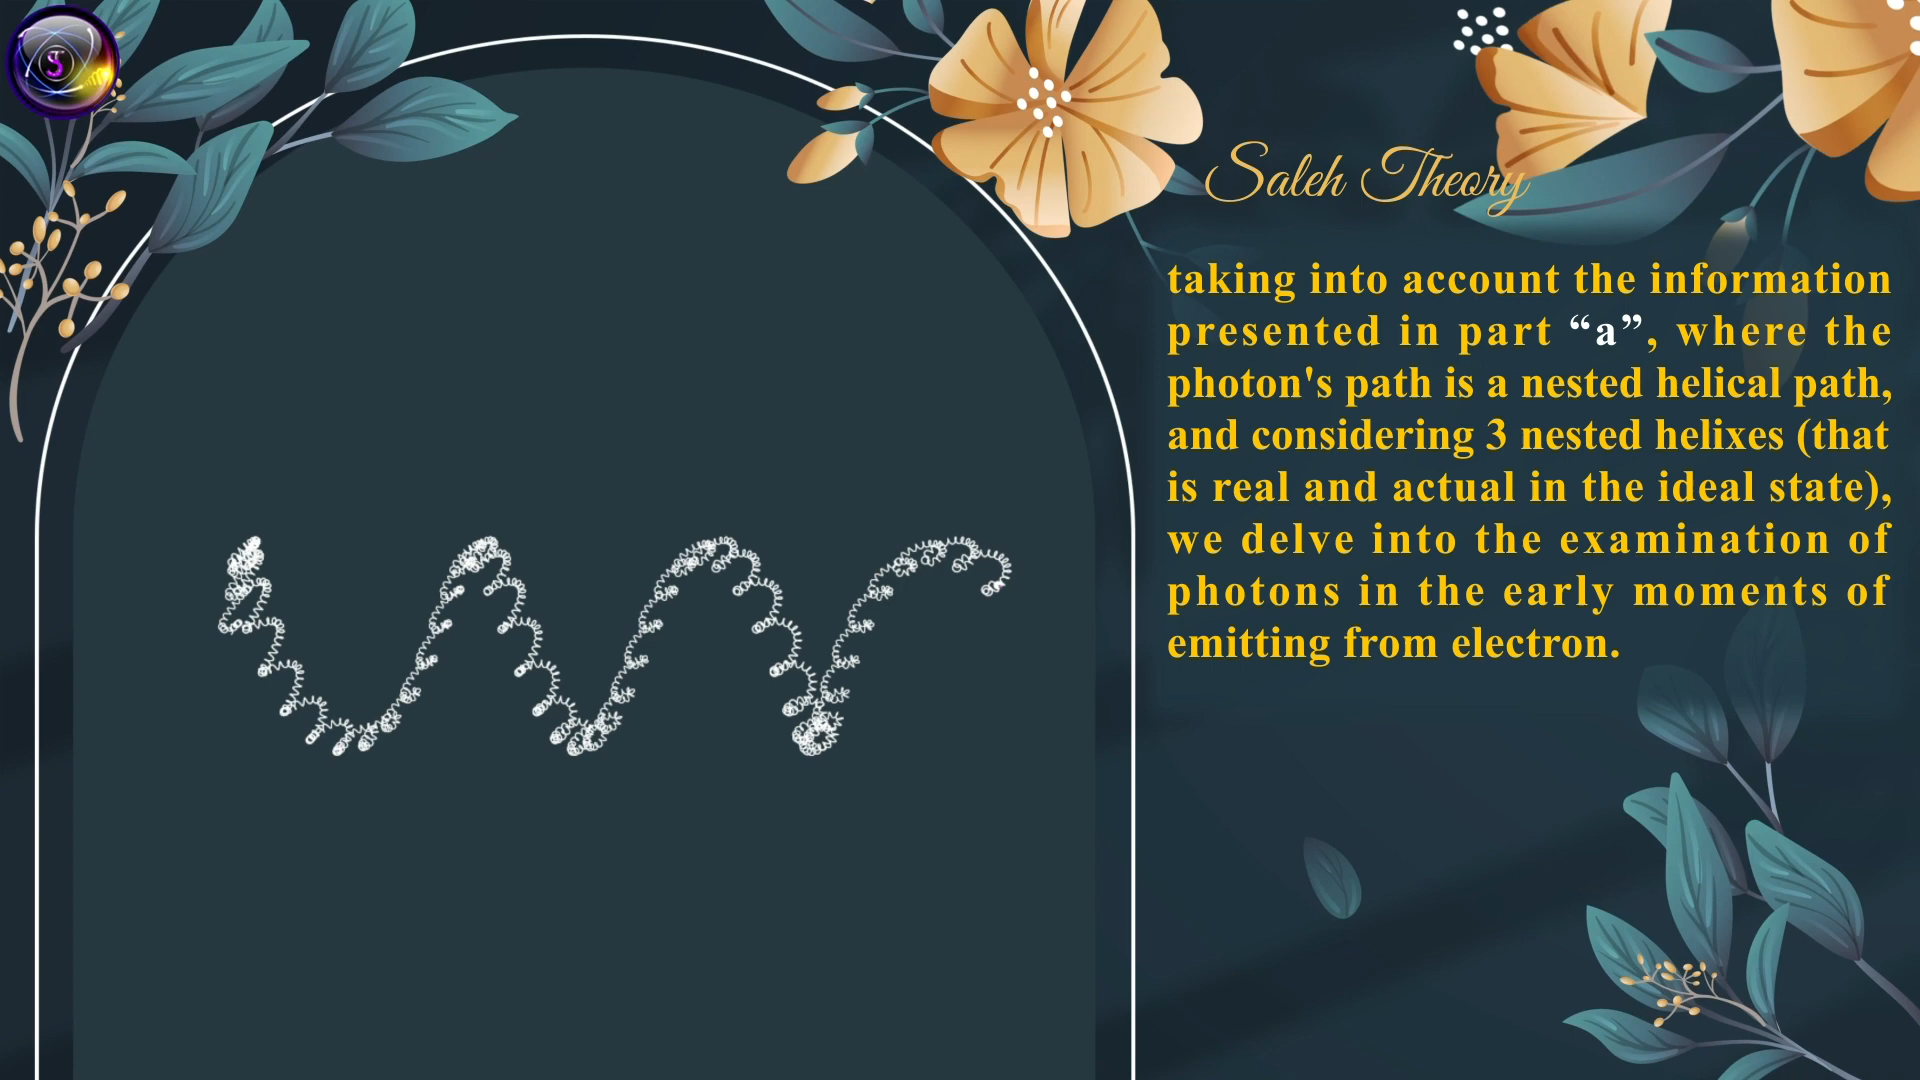 S
Saleh Theory
taking into account the information
presented in part “a”, where the
photon's path is a nested helical path,
and considering 3 nested helixes (that
is real and actual in the ideal state),
we delve into the examination of
photons in the early moments of
emitting from electron.